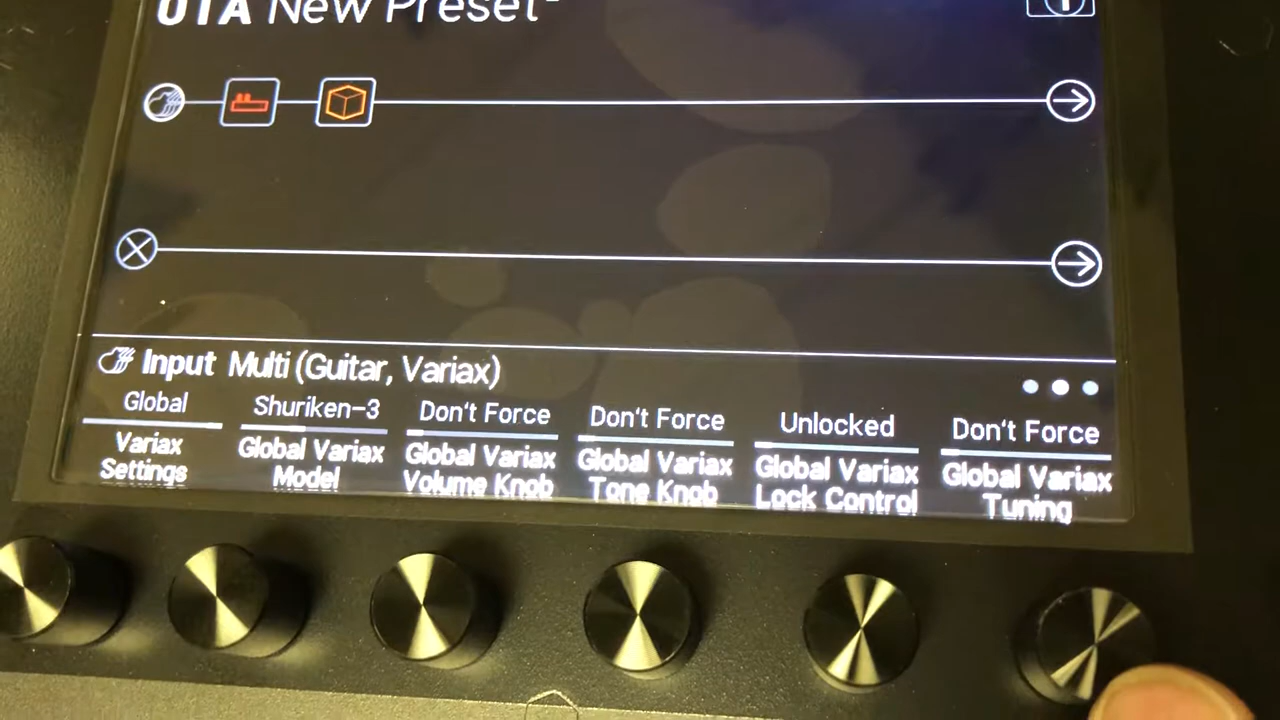 01A New Preset
Input Multi (Guitar, Variax)
Global Shuriken-3 Don't Force Don't Force Unlocked Don't Force
Variax Global Variax Global Variax Global Variax Global Variax Global Variax
Settings Model Volume Knob Tone Knob Lock Control Tuning